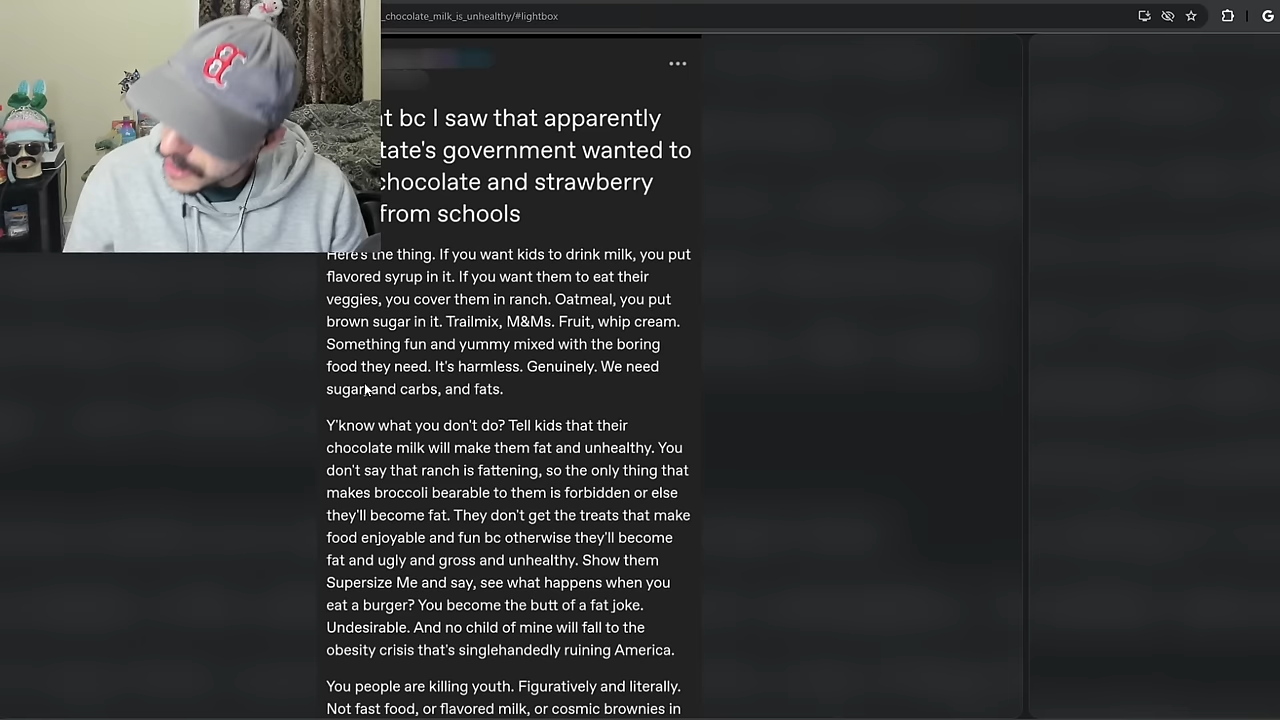 _chocolate_milk_is_unhealthy/#lightbox
bc I saw that apparently
tate's government wanted to
chocolate and strawberry
from schools
Here's the thing. If you want kids to drink milk, you put
flavored syrup in it. If you want them to eat their
veggies, you cover them in ranch. Oatmeal, you put
brown sugar in it. Trailmix, M&Ms. Fruit, whip cream.
Something fun and yummy mixed with the boring
food they need. It's harmless. Genuinely. We need
sugar and carbs, and fats.
Y'know what you don't do? Tell kids that their
chocolate milk will make them fat and unhealthy. You
don't say that ranch is fattening, so the only thing that
makes broccoli bearable to them is forbidden or else
they'll become fat. They don't get the treats that make
food enjoyable and fun bc otherwise they'll become
fat and ugly and gross and unhealthy. Show them
Supersize Me and say, see what happens when you
eat a burger? You become the butt of a fat joke.
Undesirable. And no child of mine will fall to the
obesity crisis that's singlehandedly ruining America.
You people are killing youth. Figuratively and literally.
Not fast food, or flavored milk, or cosmic brownies in